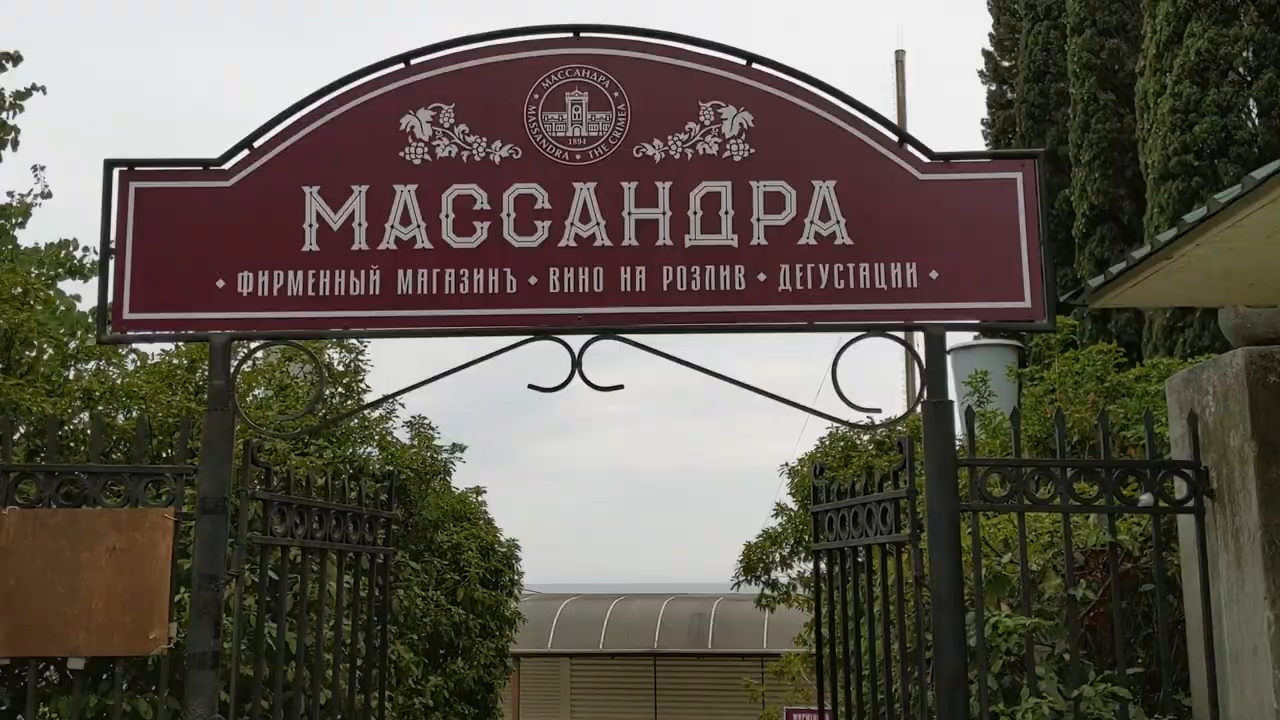 МАССАНДРА
MASSANDRA ★ THE CRIMEA
1894
МАССАНДРА
ФИРМЕННЫЙ МАГАЗИНЪ • ВИНО НА РОЗЛИВ • ДЕГУСТАЦИИ